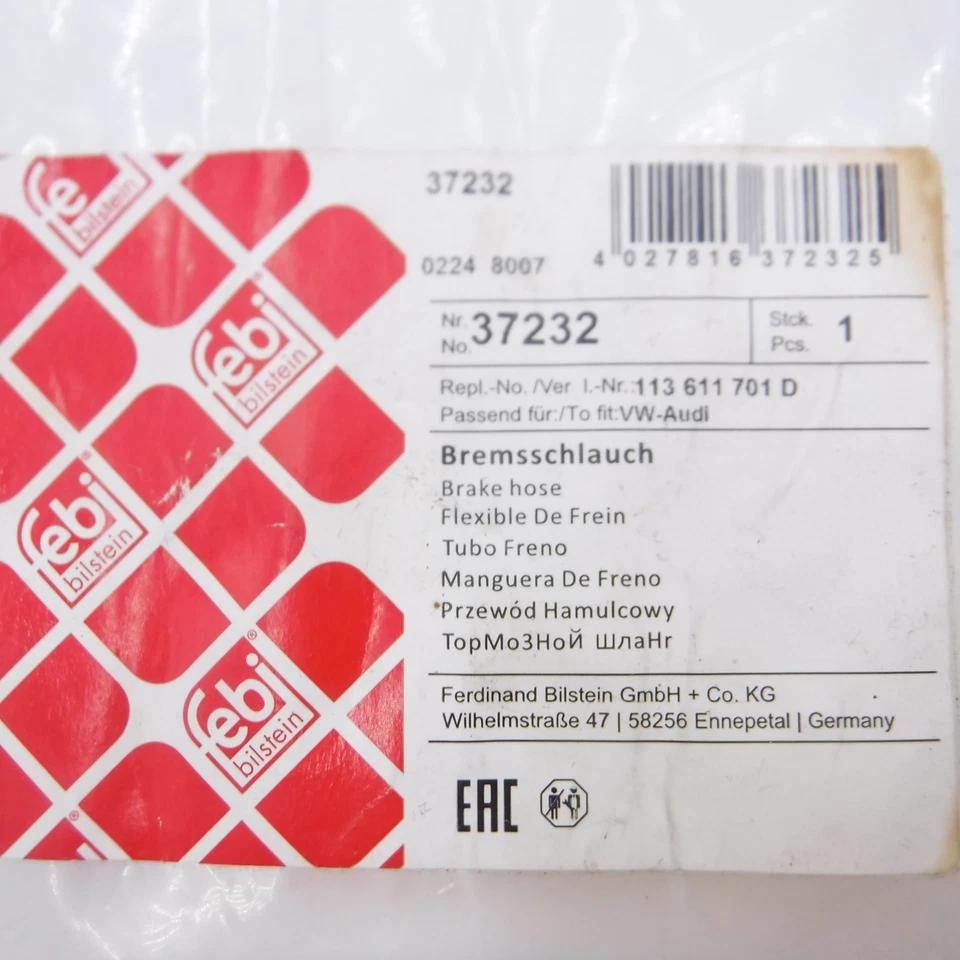 37232
0224 8007
4 027816 372325
Nr.
No. 37232
Stck.
Pcs. 1
Repl.-No. /Ver l.-Nr.:113 611 701 D
Passend für:/To fit:VW-Audi
Bremsschlauch
Brake hose
Flexible De Frein
Tubo Freno
Manguera De Freno
Przewód Hamulcowy
ТорМоЗНоЙ ШлаНг
Ferdinand Bilstein GmbH + Co. KG
Wilhelmstraße 47 | 58256 Ennepetal | Germany
EAC
fe
bilstein
febi ®
bilstein
febi ®
bilstein
febi ®
bilstein
®